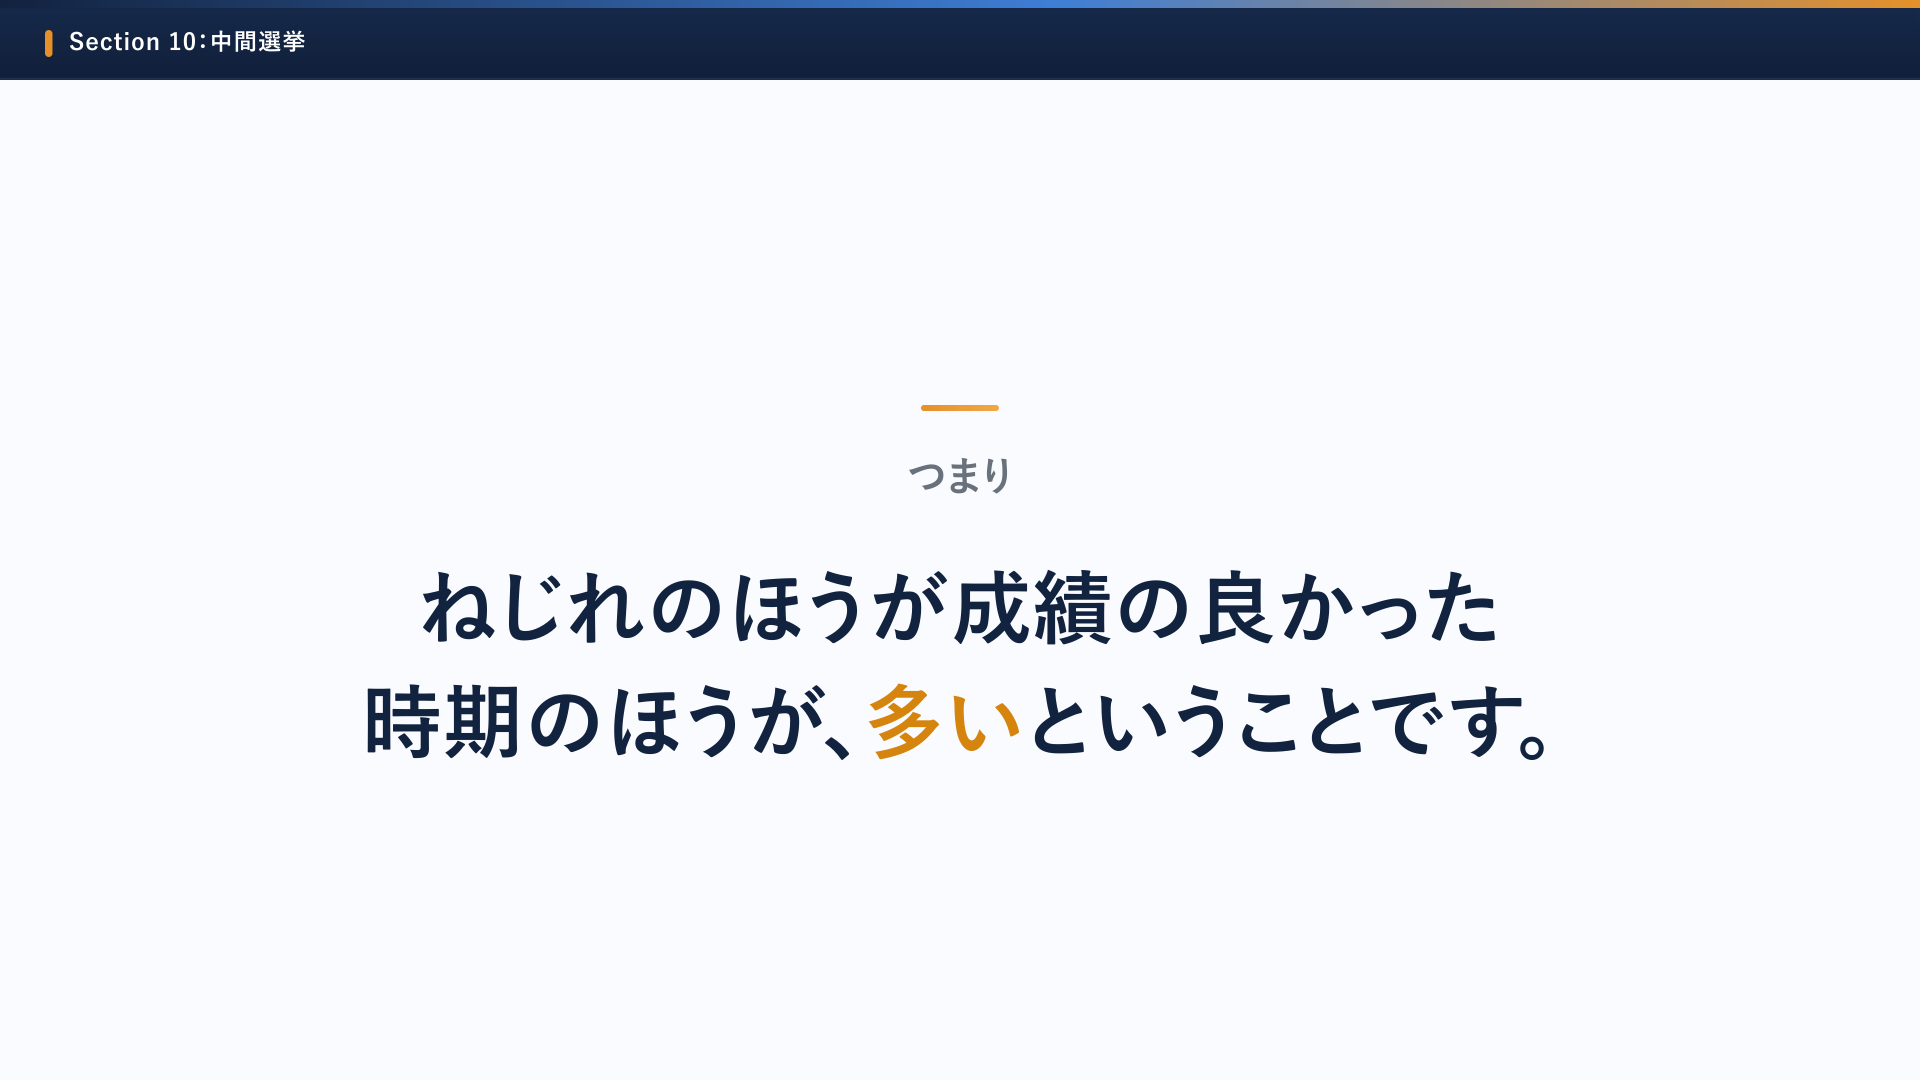 Section 10：中間選挙
つまり
ねじれのほうが成績の良かった
時期のほうが、多いということです。